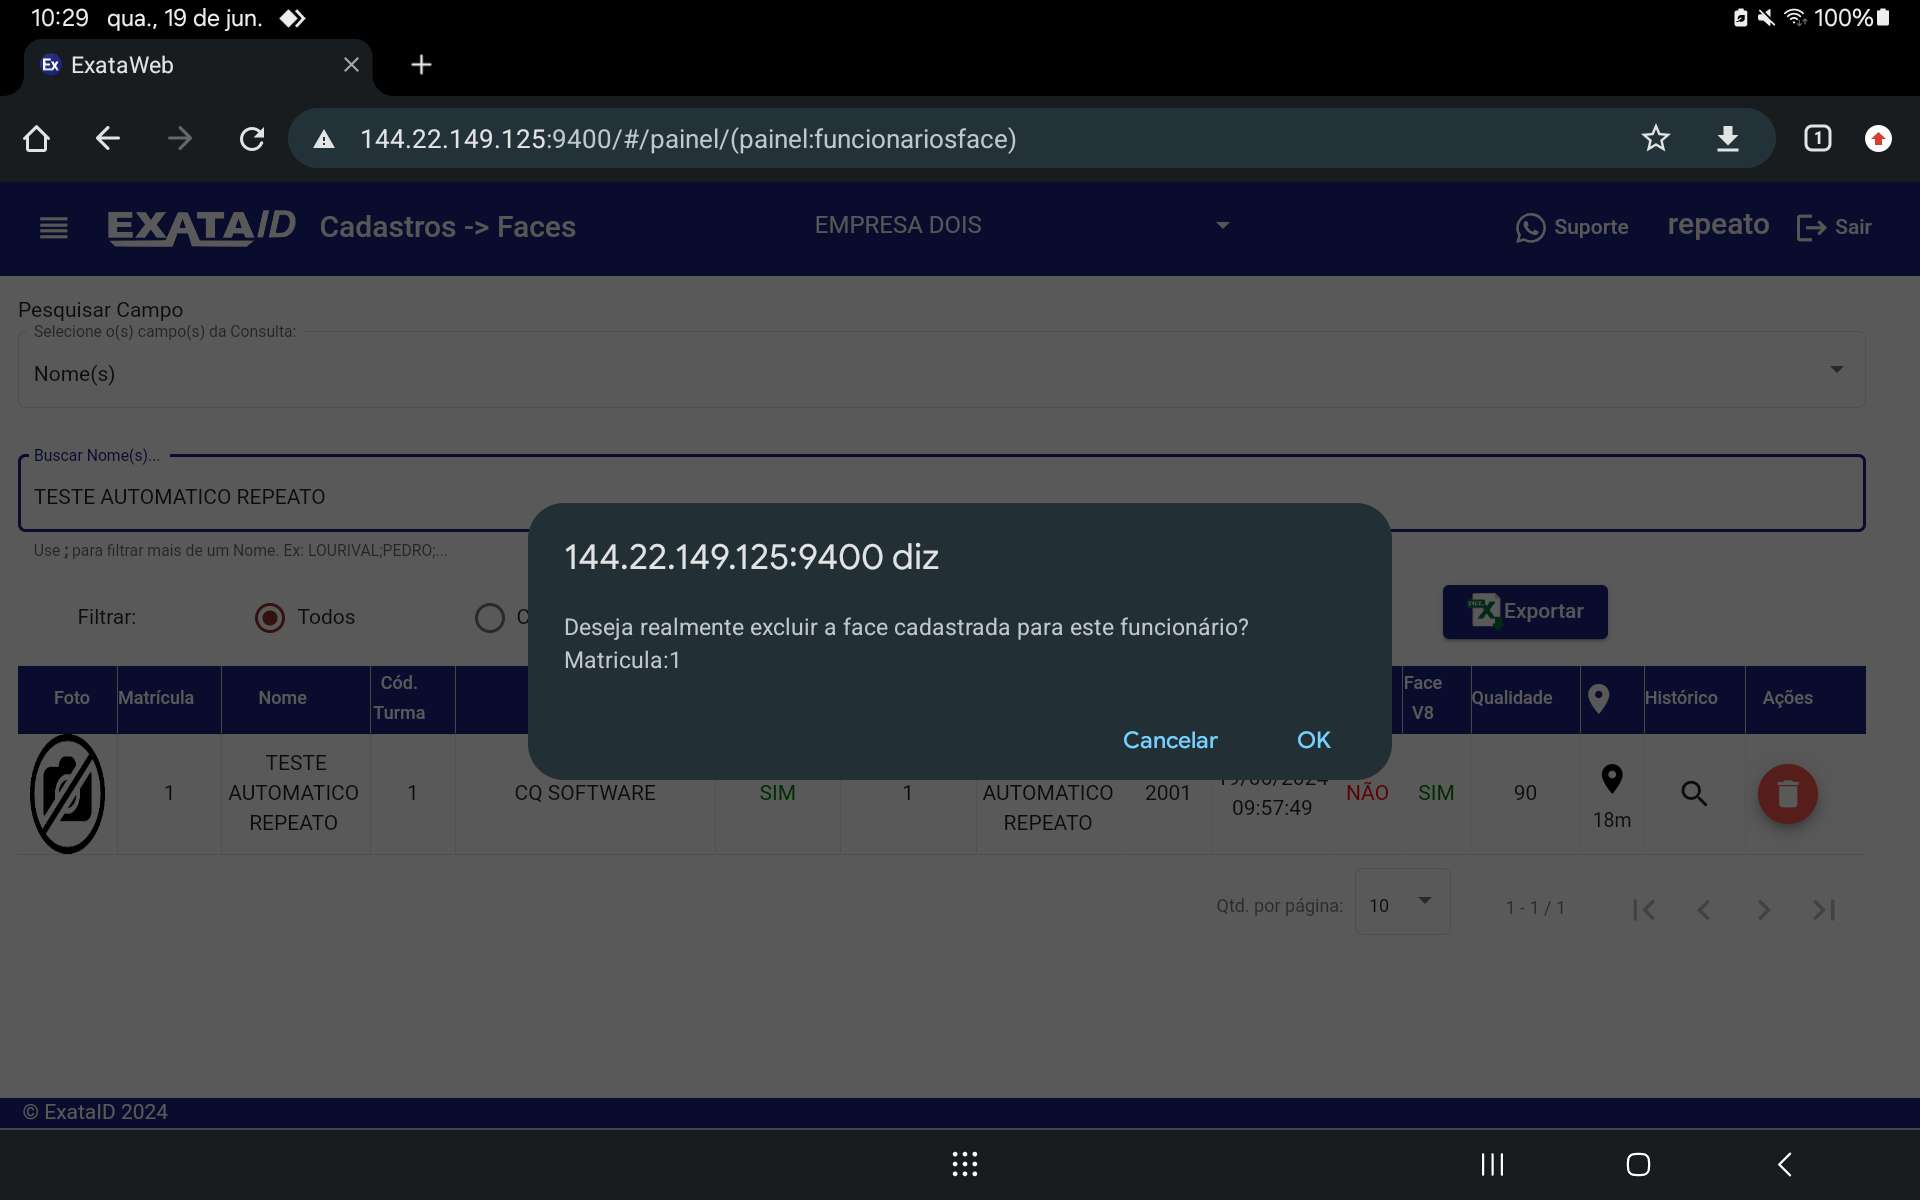 10:29 qua., 19 de jun. 100%
Ex ExataWeb
144.22.149.125:9400/#/painel/(painel:funcionariosface) 1
EXATAID Cadastros -> Faces EMPRESA DOIS Suporte repeato Sair
Pesquisar Campo
Selecione o(s) campo(s) da Consulta:
Nome(s)
Buscar Nome(s)...
TESTE AUTOMATICO REPEATO
Use ; para filtrar mais de um Nome. Ex: LOURIVAL;PEDRO;...
144.22.149.125:9400 diz
Deseja realmente excluir a face cadastrada para este funcionário?
Matricula:1
Cancelar OK
Filtrar: Todos
Exportar
Foto Matrícula Nome Cód. Turma Face V8 Qualidade Histórico Ações
1 TESTE AUTOMATICO REPEATO 1 CQ SOFTWARE SIM 1 AUTOMATICO REPEATO 2001 19/06/2024 09:57:49 NÃO SIM 90 18m
Qtd. por página: 10 1 - 1 / 1
© ExataID 2024